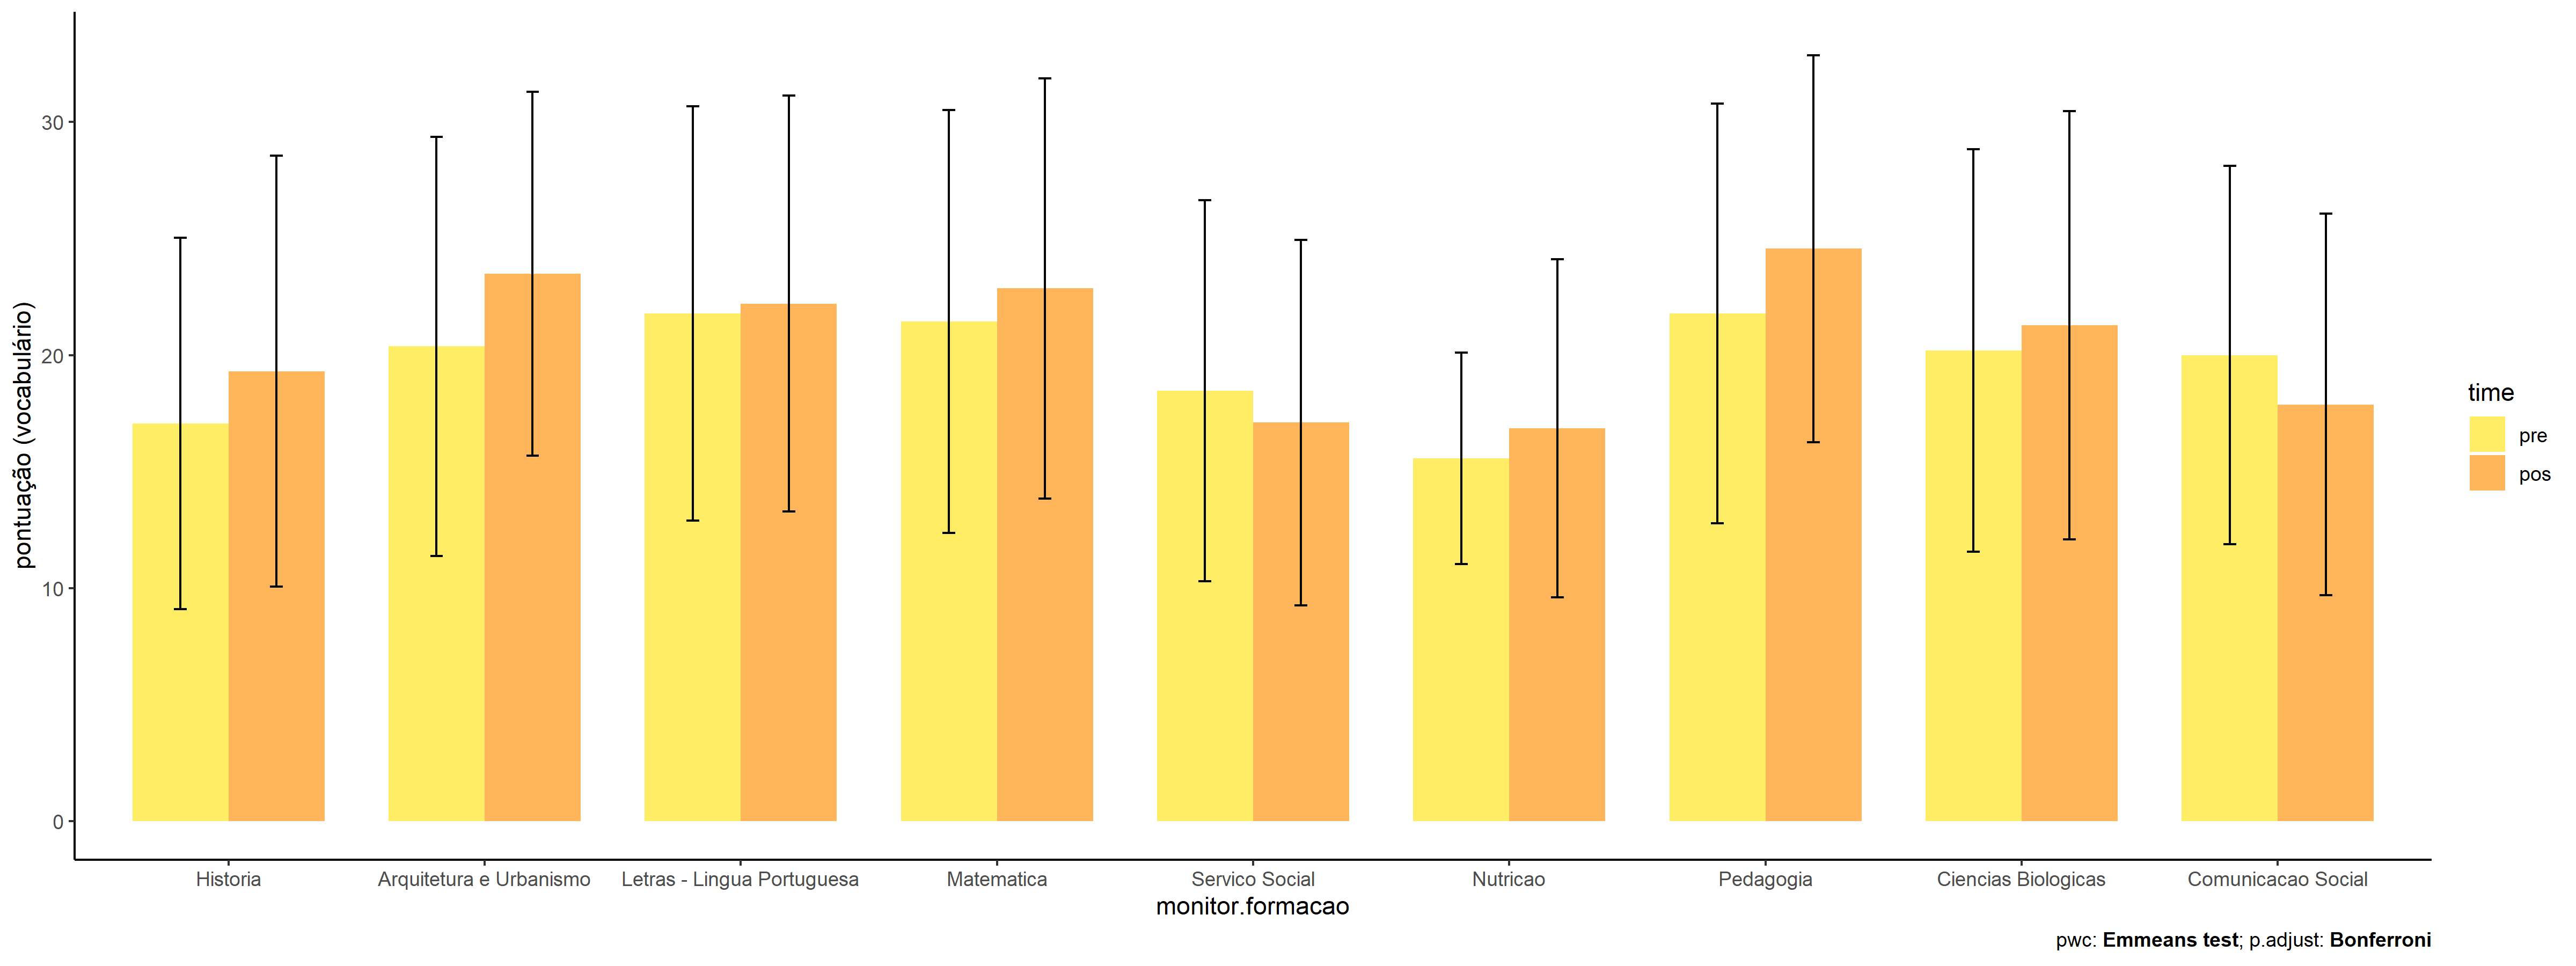 pontuação (vocabulário)
30
20
10
0
Historia
Arquitetura e Urbanismo
Letras - Lingua Portuguesa
Matematica
Servico Social
Nutricao
Pedagogia
Ciencias Biologicas
Comunicacao Social
monitor.formacao
time
pre
pos
pwc: Emmeans test; p.adjust: Bonferroni